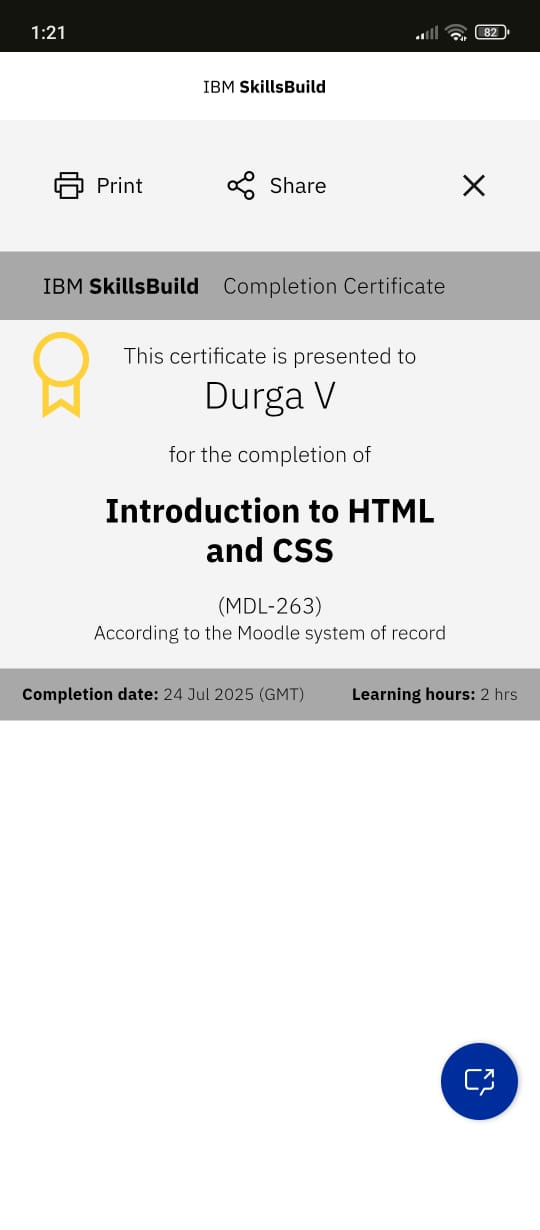 1:21
82
IBM SkillsBuild
Print
Share
IBM SkillsBuild Completion Certificate
This certificate is presented to
Durga V
for the completion of
Introduction to HTML
and CSS
(MDL-263)
According to the Moodle system of record
Completion date: 24 Jul 2025 (GMT) Learning hours: 2 hrs